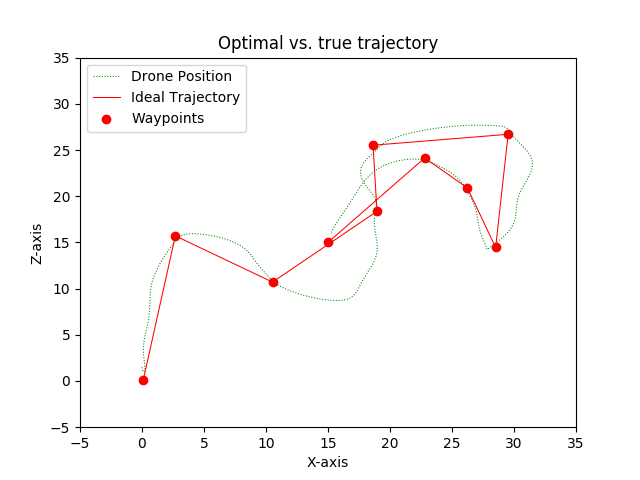 Optimal vs. true trajectory
Drone Position
Ideal Trajectory
Waypoints
35
30
25
20
15
10
5
0
−5
Z-axis
−5 0 5 10 15 20 25 30 35
X-axis